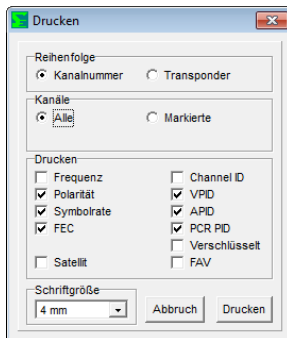 Drucken
Reihenfolge
Kanalnummer Transponder
Kanäle
Alle Markierte
Drucken
Frequenz Channel ID
Polarität VPID
Symbolrate APID
FEC PCR PID
Verschlüsselt
Satellit FAV
Schriftgröße
4 mm Abbruch Drucken